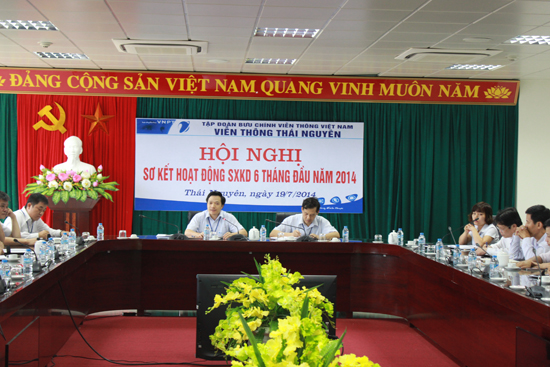 ĐẢNG CỘNG SẢN VIỆT NAM QUANG VINH MUÔN NĂM
VNPT
TẬP ĐOÀN BƯU CHÍNH VIỄN THÔNG VIỆT NAM
VIỄN THÔNG THÁI NGUYÊN
HỘI NGHỊ
SƠ KẾT HOẠT ĐỘNG SXKD 6 THÁNG ĐẦU NĂM 2014
Thái Nguyên, ngày 19/7/2014